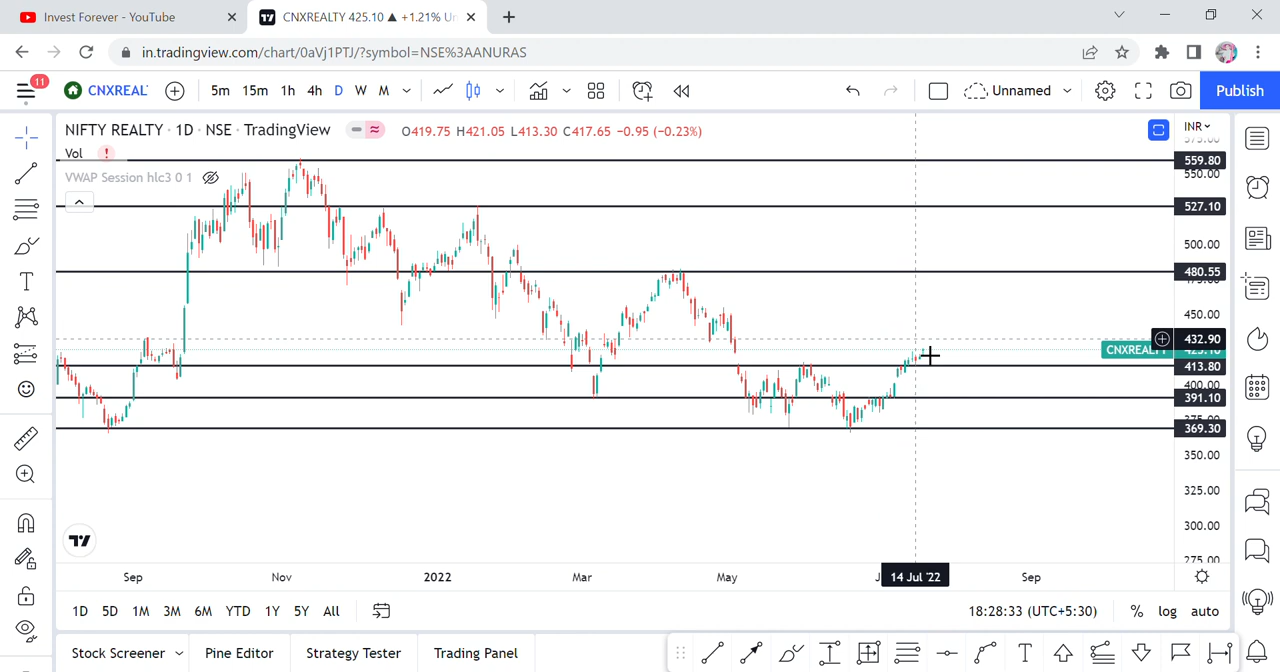 Invest Forever - YouTube
CNXREALTY 425.10 ▲ +1.21% Un
in.tradingview.com/chart/0aVj1PTJ/?symbol=NSE%3AANURAS
11
CNXREAL
5m 15m 1h 4h D W M
Unnamed
Publish
NIFTY REALTY · 1D · NSE · TradingView
O419.75 H421.05 L413.30 C417.65 -0.95 (-0.23%)
INR
Vol
VWAP Session hlc3 0 1
559.80
550.00
527.10
500.00
480.55
450.00
432.90
CNXREALTY
413.80
400.00
391.10
369.30
350.00
325.00
300.00
275.00
Sep Nov 2022 Mar May 14 Jul '22 Sep
1D 5D 1M 3M 6M YTD 1Y 5Y All
18:28:33 (UTC+5:30) % log auto
Stock Screener Pine Editor Strategy Tester Trading Panel